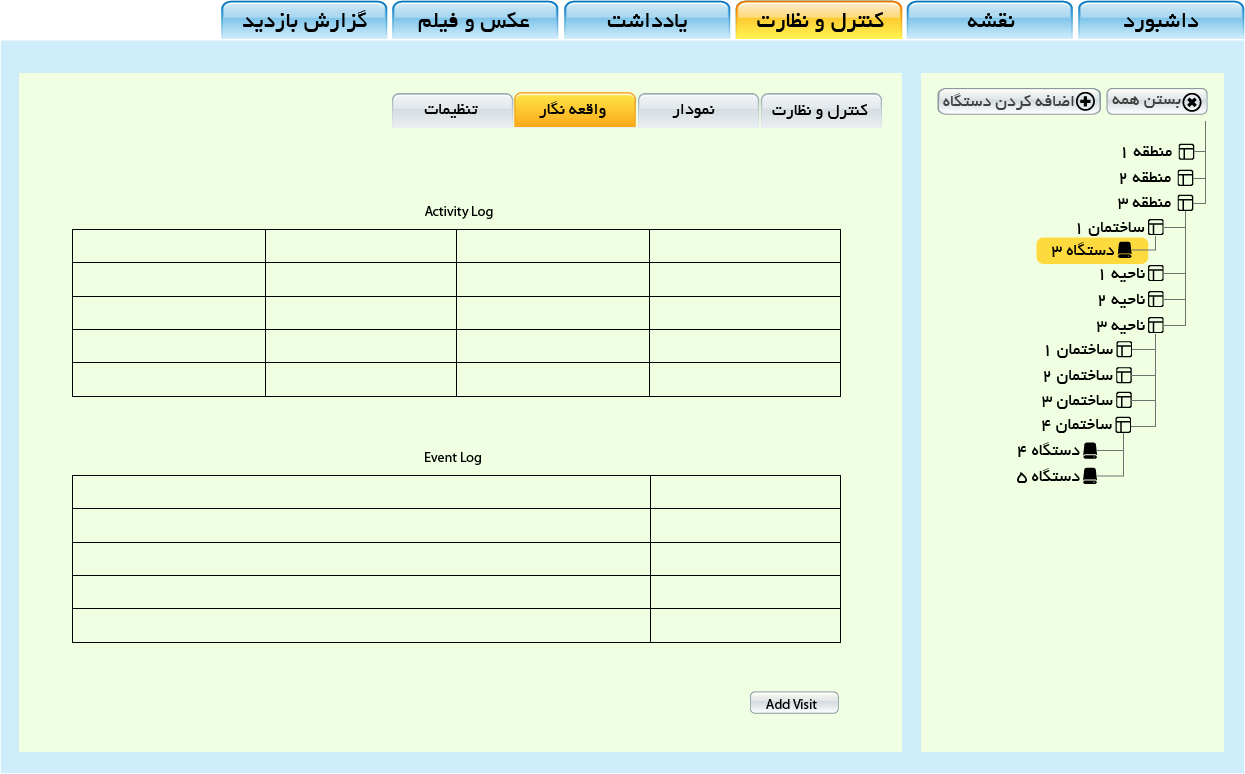 داشبورد
نقشه
کنترل و نظارت
یادداشت
عکس و فیلم
گزارش بازدید
بستن همه
اضافه کردن دستگاه
منطقه ۱
منطقه ۲
منطقه ۳
ساختمان ۱
دستگاه ۳
ناحیه ۱
ناحیه ۲
ناحیه ۳
ساختمان ۱
ساختمان ۲
ساختمان ۳
ساختمان ۴
دستگاه ۴
دستگاه ۵
کنترل و نظارت
نمودار
واقعه نگار
تنظیمات
Activity Log
Event Log
Add Visit